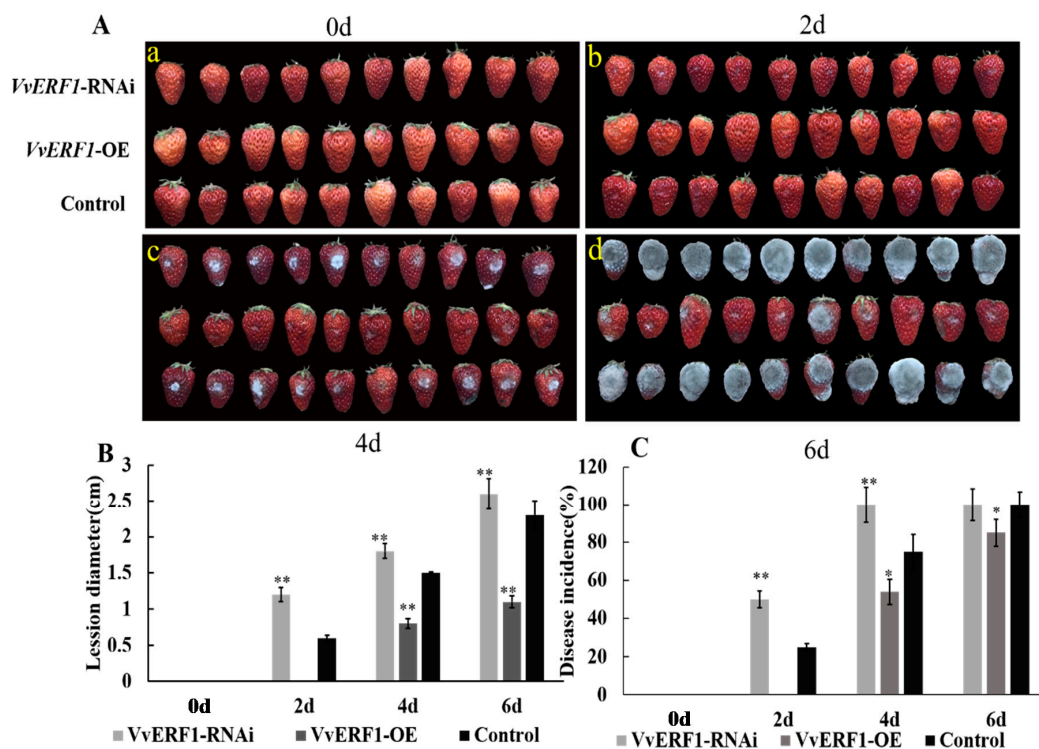 A
0d
2d
a
b
VvERF1-RNAi
VvERF1-OE
Control
c
d
4d
6d
B
Lession diameter(cm)
3
2.5
2
1.5
1
0.5
0
**
**
**
**
**
0d
2d
4d
6d
VvERF1-RNAi
VvERF1-OE
Control
C
Disease incidence(%)
120
100
80
60
40
20
0
**
**
*
*
0d
2d
4d
6d
VvERF1-RNAi
VvERF1-OE
Control